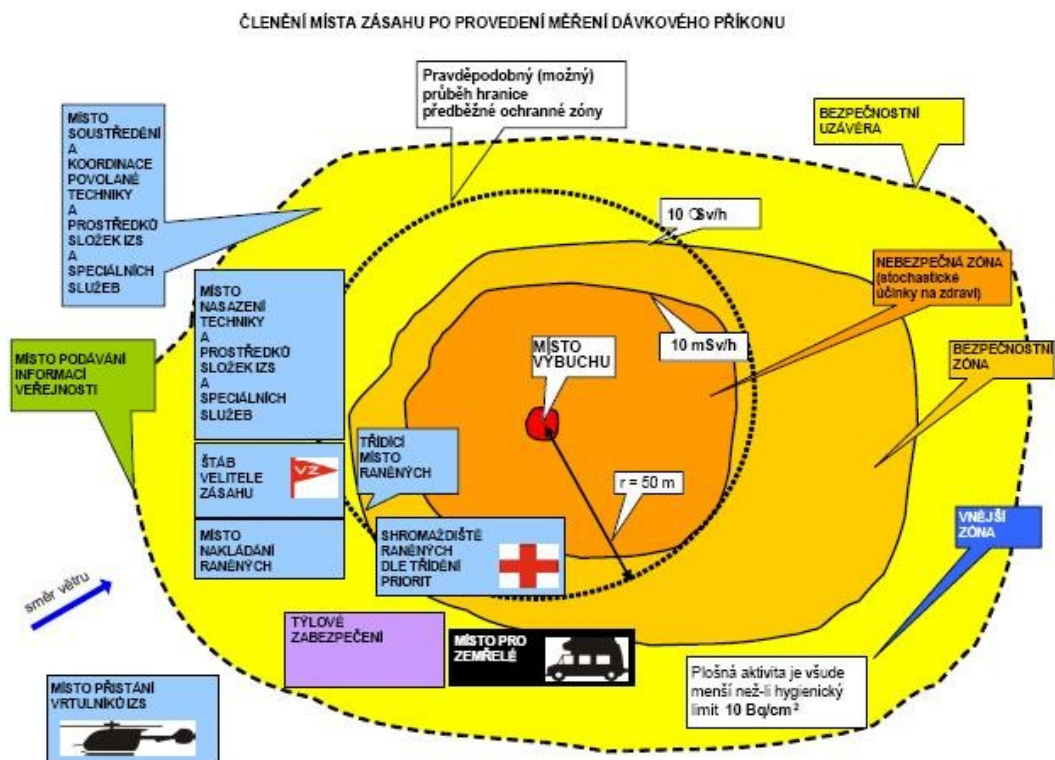 ČLENĚNÍ MÍSTA ZÁSAHU PO PROVEDENÍ MĚŘENÍ DÁVKOVÉHO PŘÍKONU
Pravděpodobný (možný)
průběh hranice
předběžné ochranné zóny
BEZPEČNOSTNÍ
UZÁVĚRA
MÍSTO
SOUSTŘEDĚNÍ
A
KOORDINACE
POVOLANÉ
TECHNIKY
A
PROSTŘEDKŮ
SLOŽEK IZS
A
SPECIÁLNÍCH
SLUŽEB
10 Sv/h
NEBEZPEČNÁ ZÓNA
(stochastické
účinky na zdraví)
MÍSTO
NASAZENÍ
TECHNIKY
A
PROSTŘEDKŮ
SLOŽEK IZS
A
SPECIÁLNÍCH
SLUŽEB
10 mSv/h
MÍSTO
VÝBUCHU
BEZPEČNOSTNÍ
ZÓNA
MÍSTO PODÁVÁNÍ
INFORMACÍ
VEŘEJNOSTI
TŘÍDÍCÍ
MÍSTO
RANĚNÝCH
ŠTÁB
VELITELE
ZÁSAHU
VZ
r = 50 m
VNĚJŠÍ
ZÓNA
MÍSTO
NAKLÁDÁNÍ
RANĚNÝCH
SHROMAŽDIŠTĚ
RANĚNÝCH
DLE TŘÍDĚNÍ
PRIORIT
směr větru
TÝLOVÉ
ZABEZPEČENÍ
MÍSTO PRO
ZEMŘELÉ
Plošná aktivita je všude
menší než-li hygienický
limit 10 Bq/cm²
MÍSTO PŘISTÁNÍ
VRTULNÍKŮ IZS